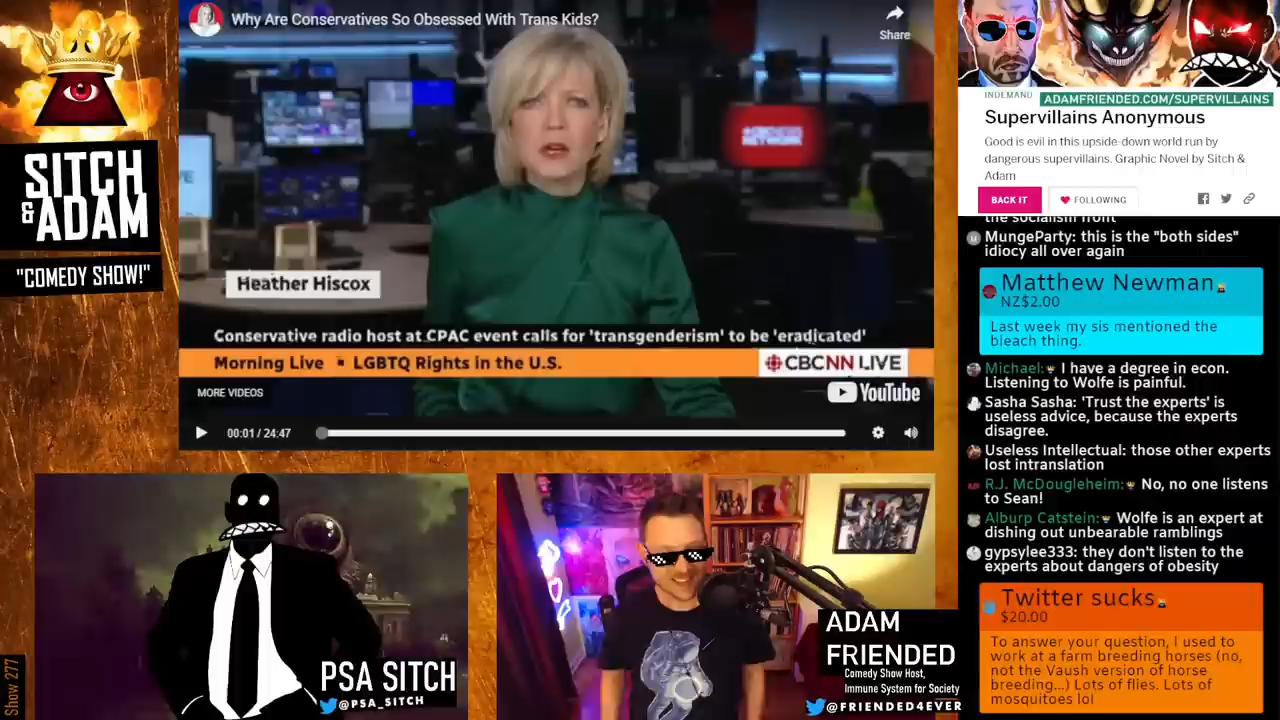 SITCH
& ADAM
"COMEDY SHOW!"
Show 277
Why Are Conservatives So Obsessed With Trans Kids?
Share
Heather Hiscox
Conservative radio host at CPAC event calls for 'transgenderism' to be 'eradicated'
Morning Live ▪ LGBTQ Rights in the U.S.
CBCNN LIVE
MORE VIDEOS
YouTube
00:01 / 24:47
PSA SITCH
@PSA_SITCH
ADAM
FRIENDED
Comedy Show Host,
Immune System for Society
@FRIENDED4EVER
INDEMAND
ADAMFRIENDED.COM/SUPERVILLAINS
Supervillains Anonymous
Good is evil in this upside-down world run by
dangerous supervillains. Graphic Novel by Sitch &
Adam
BACK IT
FOLLOWING
the socialism front
MungeParty: this is the "both sides"
idiocy all over again
Matthew Newman
NZ$2.00
Last week my sis mentioned the
bleach thing.
Michael: I have a degree in econ.
Listening to Wolfe is painful.
Sasha Sasha: 'Trust the experts' is
useless advice, because the experts
disagree.
Useless Intellectual: those other experts
lost intranslation
R.J. McDougleheim: No, no one listens
to Sean!
Alburp Catstein: Wolfe is an expert at
dishing out unbearable ramblings
gypsylee333: they don't listen to the
experts about dangers of obesity
Twitter sucks
$20.00
To answer your question, I used to
work at a farm breeding horses (no,
not the Vaush version of horse
breeding...) Lots of flies. Lots of
mosquitoes lol